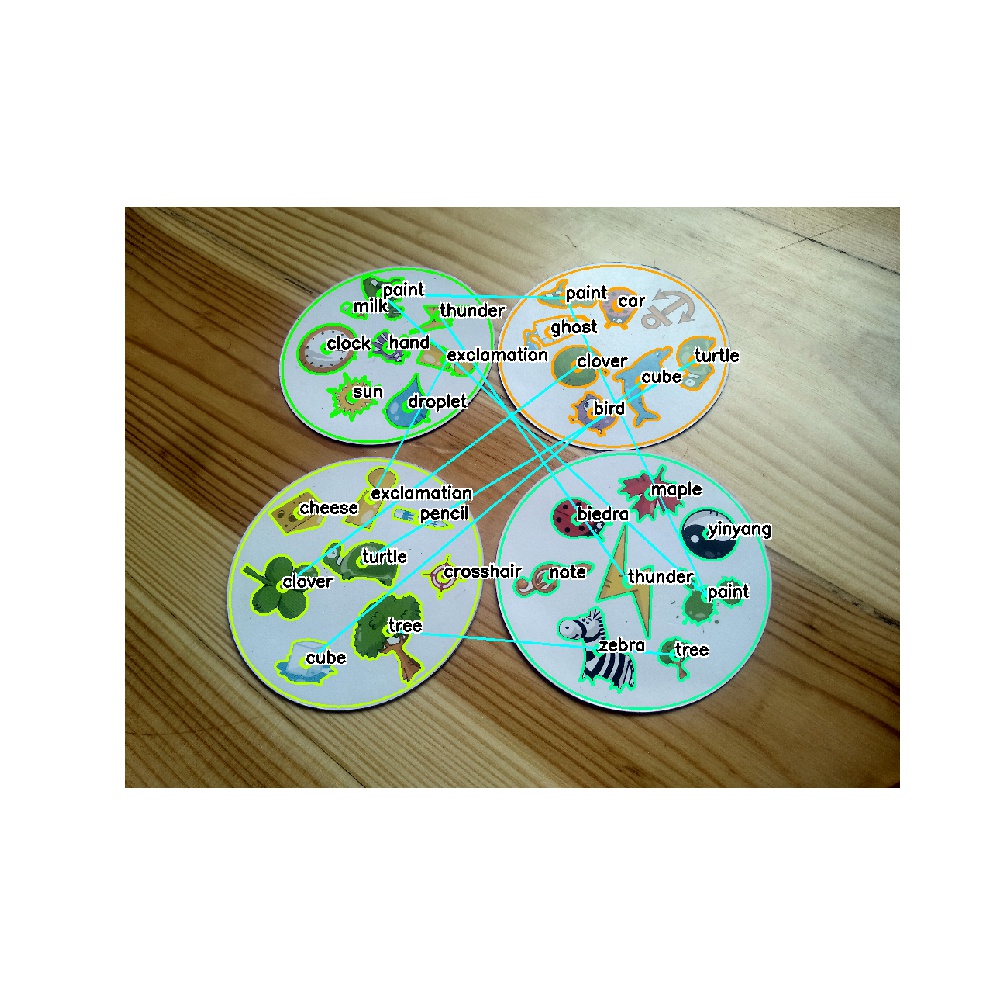 paint
milk
thunder
clock
hand
exclamation
sun
droplet
paint
car
ghost
clover
turtle
cube
bird
exclamation
cheese
pencil
turtle
crosshair
clover
tree
cube
maple
biedra
yinyang
note
thunder
paint
zebra
tree